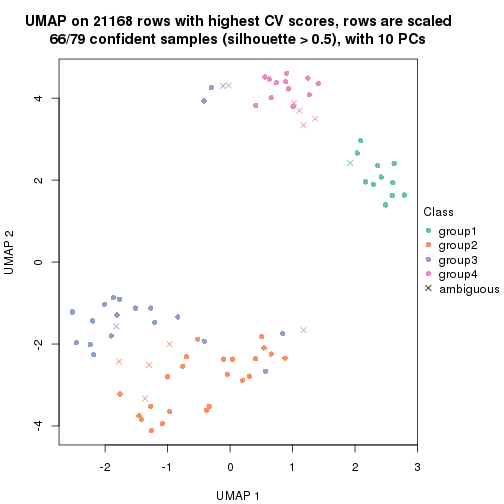 UMAP on 21168 rows with highest CV scores, rows are scaled
66/79 confident samples (silhouette > 0.5), with 10 PCs
4
2
0
-2
-4
UMAP 2
-2
-1
0
1
2
3
UMAP 1
Class
group1
group2
group3
group4
ambiguous